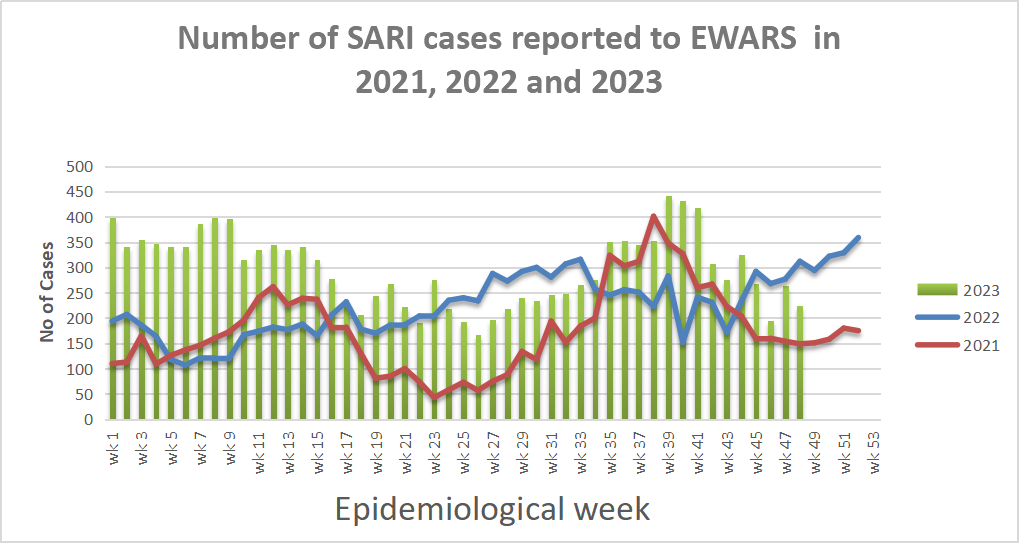 Number of SARI cases reported to EWARS  in
2021, 2022 and 2023
500
450
400
350
300
250
200
150
100
50
0
No of Cases
wk 1
wk 3
wk 5
wk 7
wk 9
wk 11
wk 13
wk 15
wk 17
wk 19
wk 21
wk 23
wk 25
wk 27
wk 29
wk 31
wk 33
wk 35
wk 37
wk 39
wk 41
wk 43
wk 45
wk 47
wk 49
wk 51
wk 53
Epidemiological week
2023
2022
2021